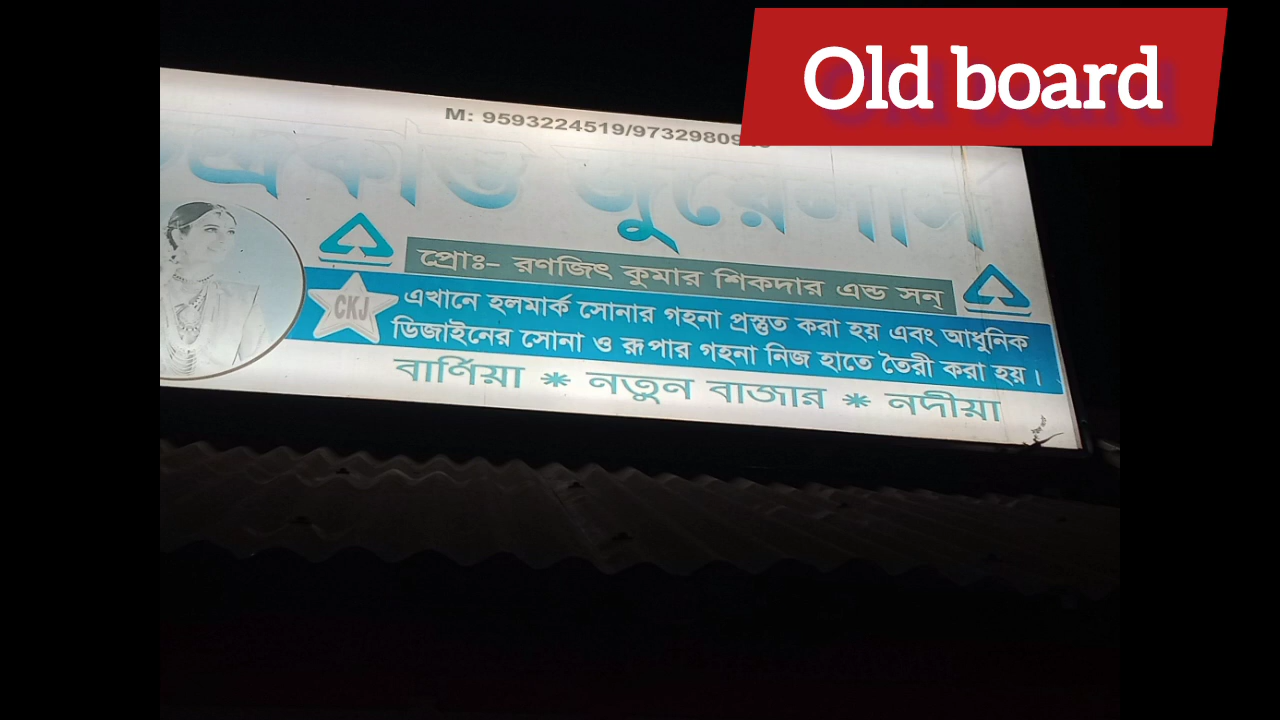 Old board
M: 9593224519/9732980
জুয়েলার্স
প্রোঃ- রণজিৎ কুমার শিকদার এন্ড সন্
CKJ
এখানে হলমার্ক সোনার গহনা প্রস্তুত করা হয় এবং আধুনিক
ডিজাইনের সোনা ও রূপার গহনা নিজ হাতে তৈরী করা হয়।
বার্ণিয়া * নতুন বাজার * নদীয়া